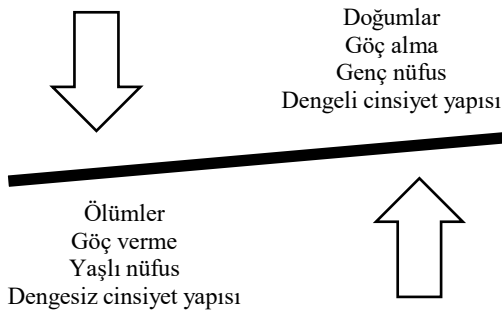 Doğumlar
Göç alma
Genç nüfus
Dengeli cinsiyet yapısı
Ölümler
Göç verme
Yaşlı nüfus
Dengesiz cinsiyet yapısı